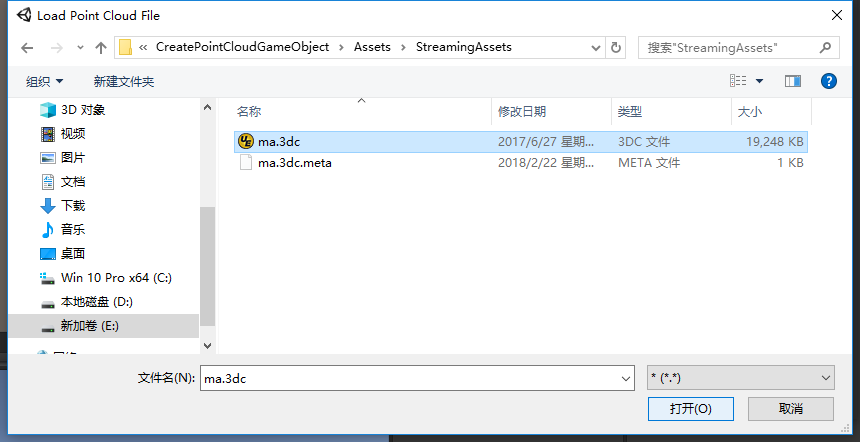 Load Point Cloud File
« CreatePointCloudGameObject › Assets › StreamingAssets
搜索"StreamingAssets"
组织
新建文件夹
3D 对象
视频
图片
文档
下载
音乐
桌面
Win 10 Pro x64 (C:)
本地磁盘 (D:)
新加卷 (E:)
名称 修改日期 类型 大小
ma.3dc 2017/6/27 星期... 3DC 文件 19,248 KB
ma.3dc.meta 2018/2/22 星期... META 文件 1 KB
文件名(N): ma.3dc
* (*.*)
打开(O) 取消